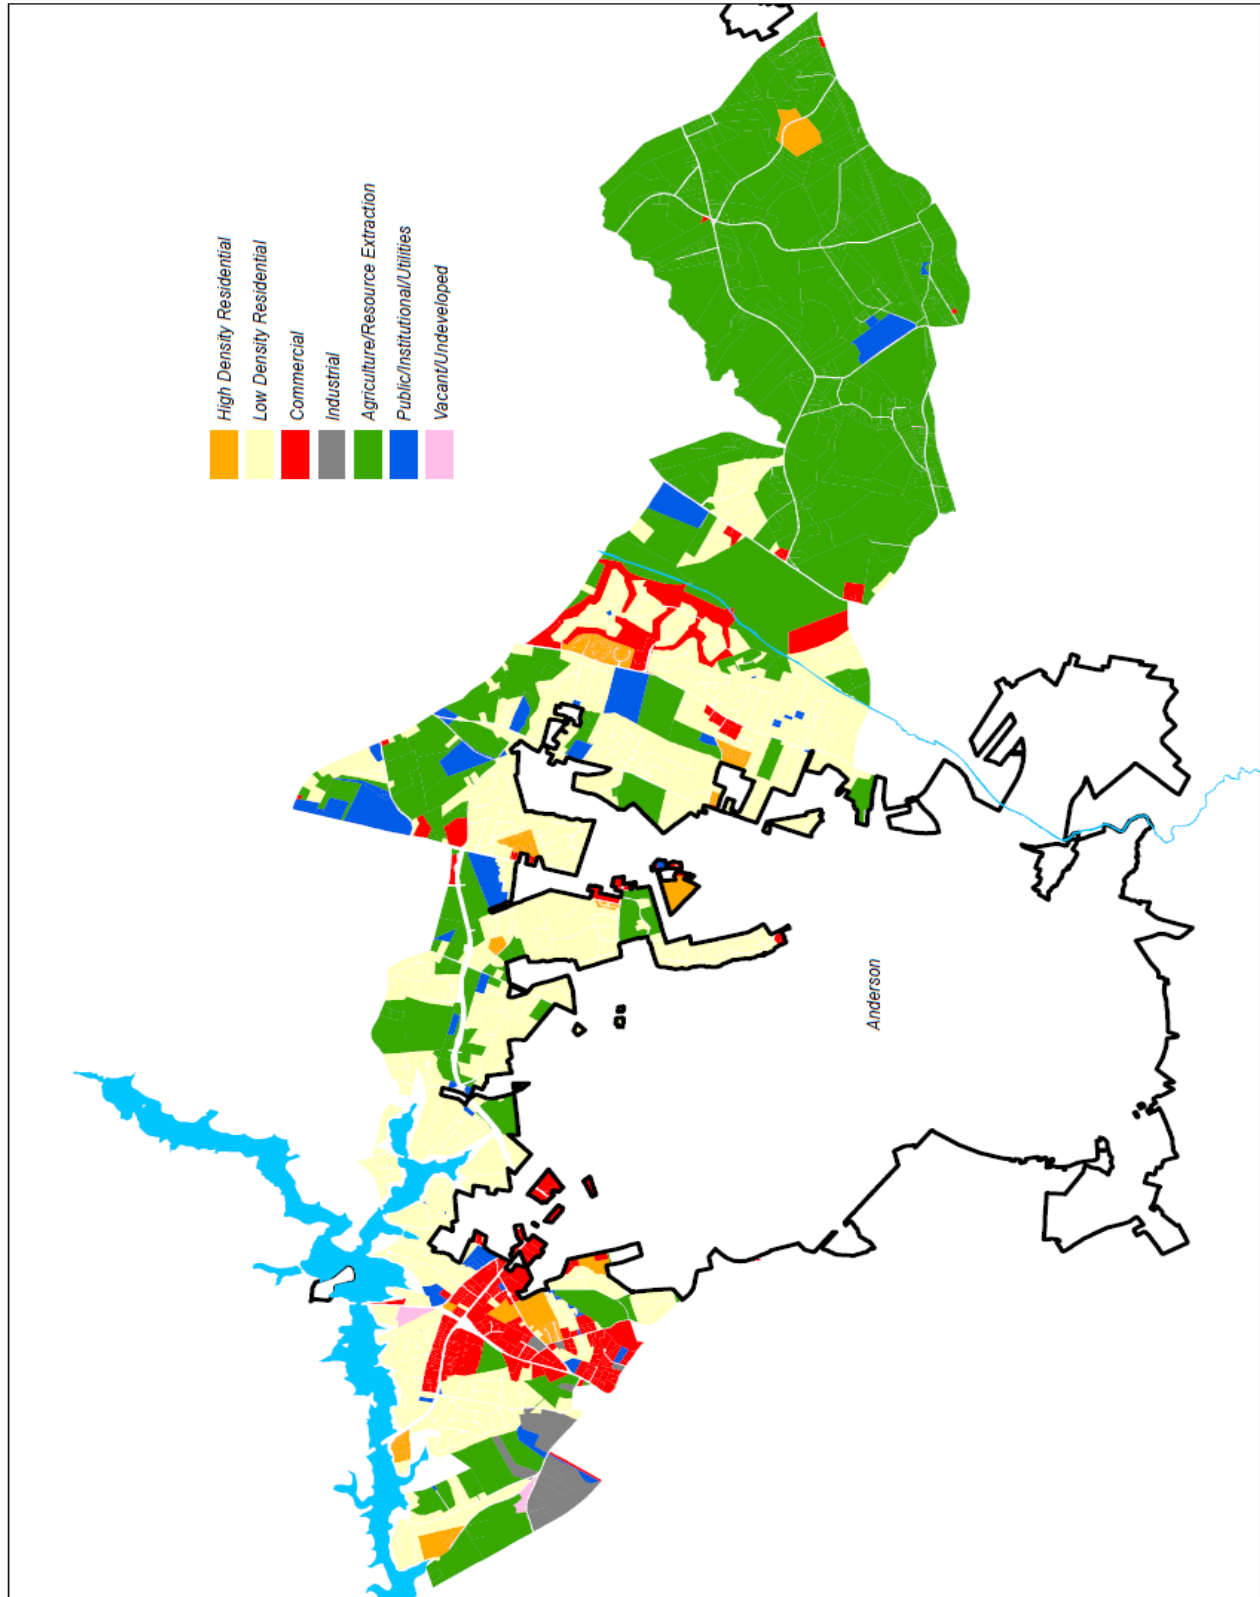 High Density Residential
Low Density Residential
Commercial
Industrial
Agriculture/Resource Extraction
Public/Institutional/Utilities
Vacant/Undeveloped
Anderson